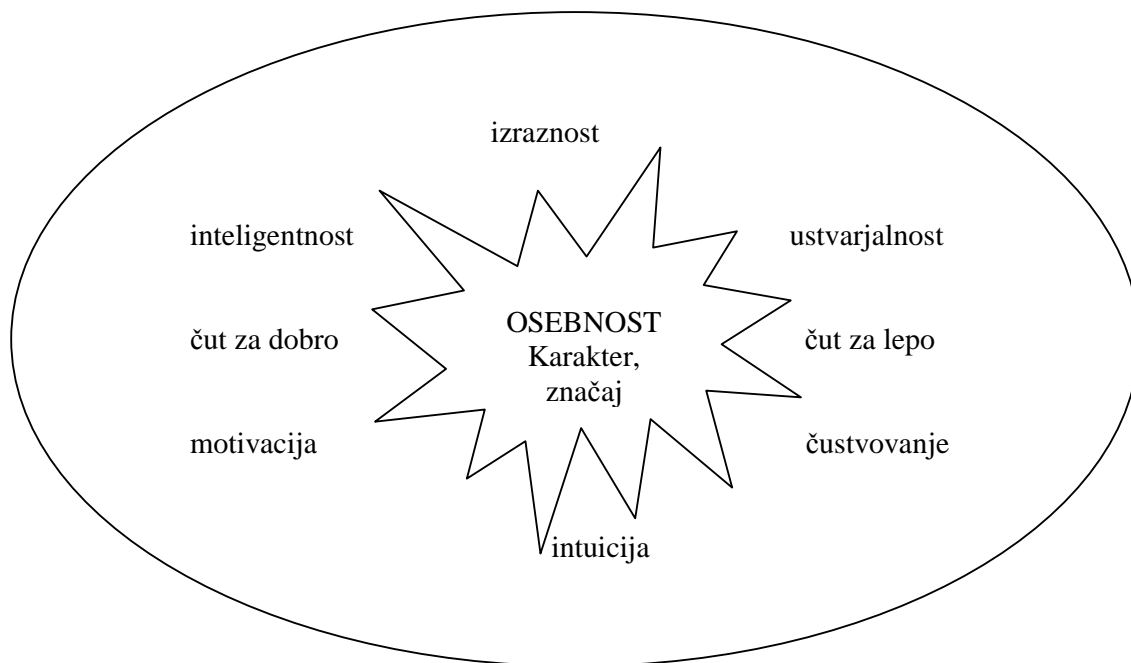 izraznost
inteligentnost
ustvarjalnost
OSEBNOST
Karakter,
značaj
čut za dobro
čut za lepo
motivacija
čustvovanje
intuicija